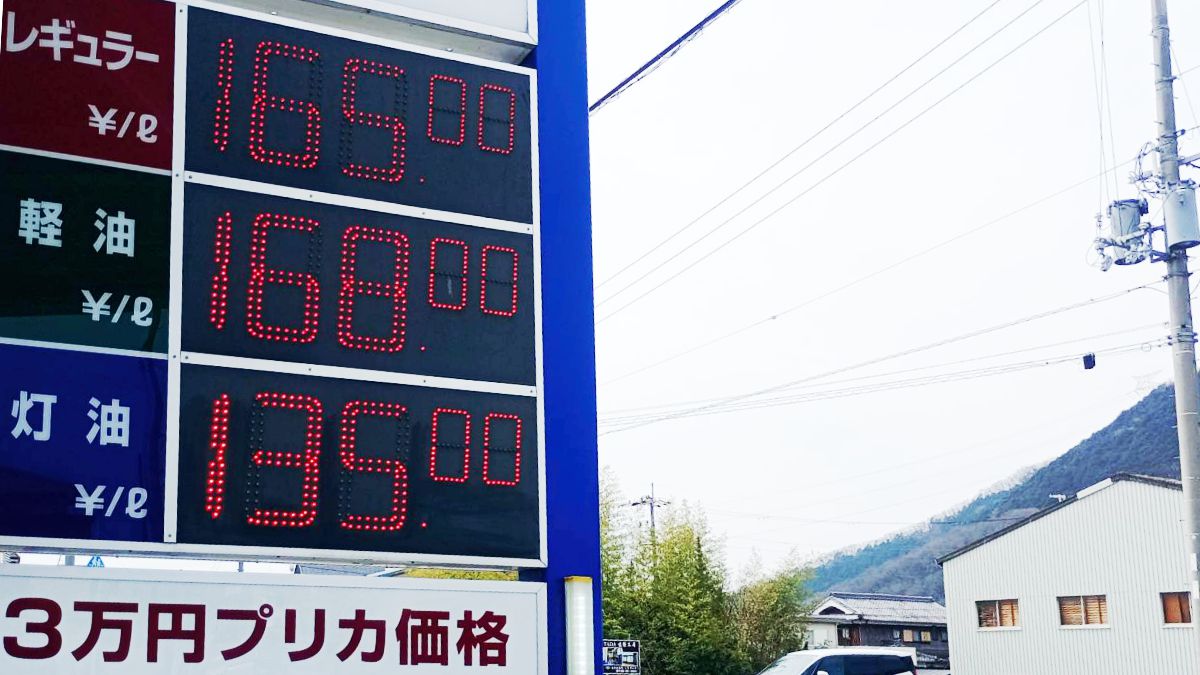 レギュラー
¥/ℓ
165.00
軽油
¥/ℓ
168.00
灯油
¥/ℓ
135.00
3万円プリカ価格